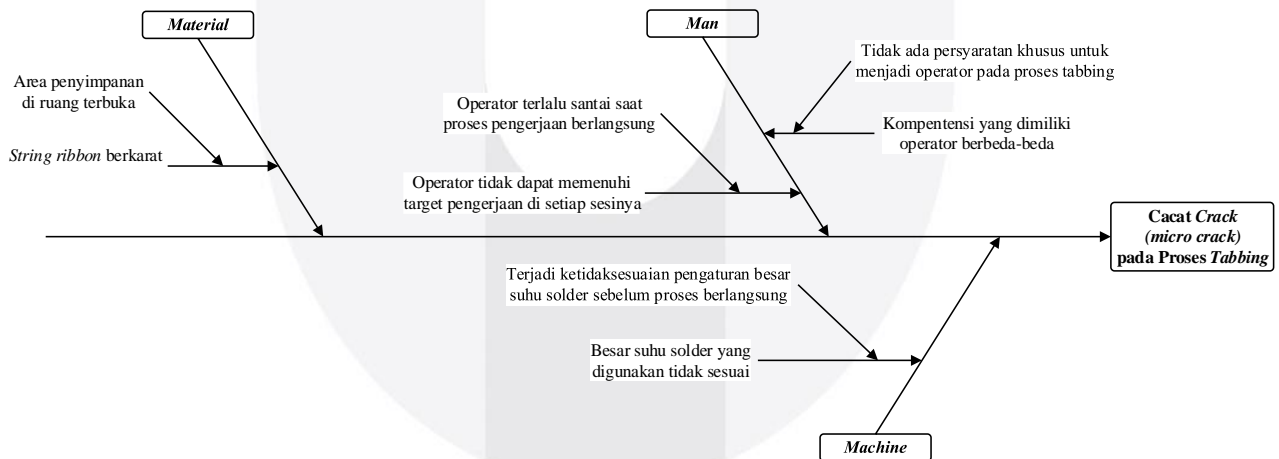 Material
Man
Area penyimpanan
di ruang terbuka
String ribbon berkarat
Operator terlalu santai saat
proses pengerjaan berlangsung
Operator tidak dapat memenuhi
target pengerjaan di setiap sesinya
Tidak ada persyaratan khusus untuk
menjadi operator pada proses tabbing
Kompentensi yang dimiliki
operator berbeda-beda
Cacat Crack
(micro crack)
pada Proses Tabbing
Terjadi ketidaksesuaian pengaturan besar
suhu solder sebelum proses berlangsung
Besar suhu solder yang
digunakan tidak sesuai
Machine